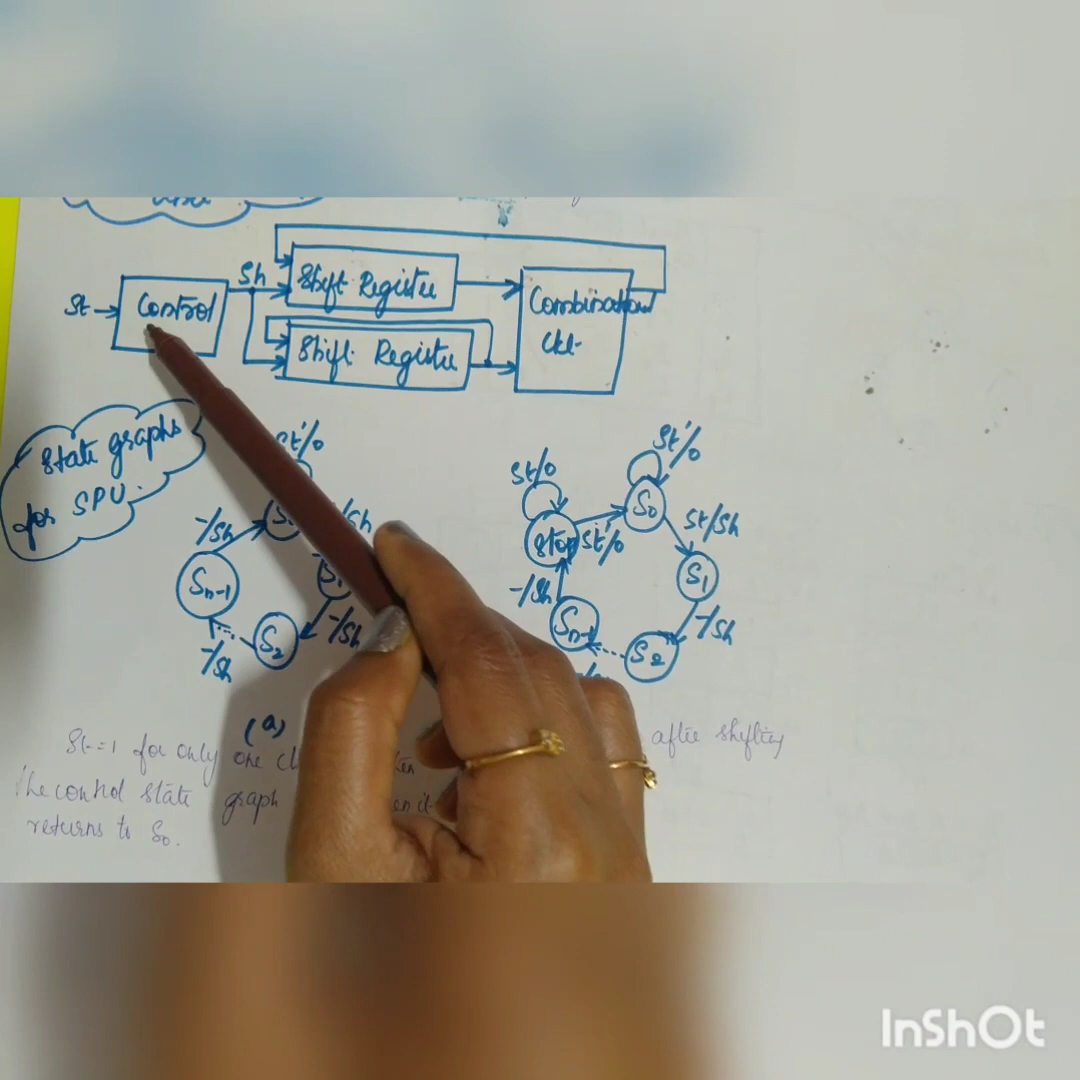 Sh
St
Control
Shift Register
Shift Register
Combinational
Ckt
State graphs
for SPU.
St'/0
-/Sh
/Sh
Sn-1
-/Sh
S2
-/Sh
(a)
St'/0
St/0
S0
St/Sh
Stop
St'/0
S1
-/Sh
-/Sh
Sn-1
S2
St=1 for only one after shifting
The control state graph
returns to S0.
InShOt